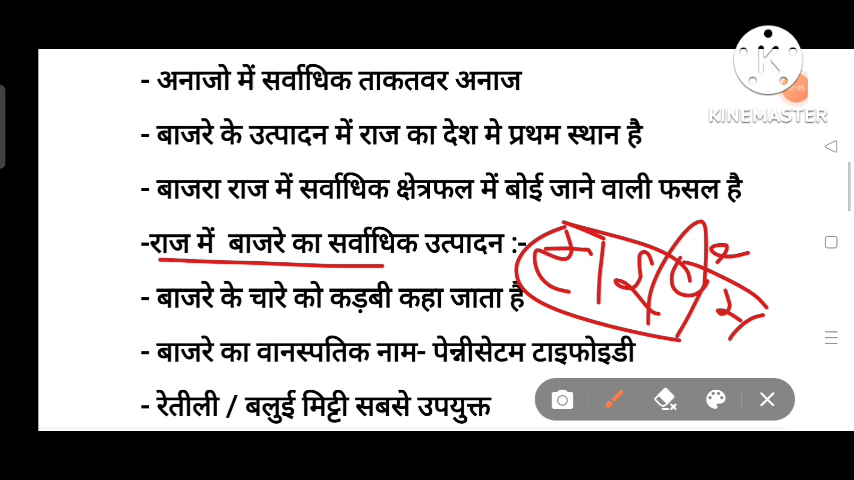 - अनाजो में सर्वाधिक ताकतवर अनाज
KINEMASTER
- बाजरे के उत्पादन में राज का देश मे प्रथम स्थान है
- बाजरा राज में सर्वाधिक क्षेत्रफल में बोई जाने वाली फसल है
-राज में बाजरे का सर्वाधिक उत्पादन :-
- बाजरे के चारे को कड़बी कहा जाता है
- बाजरे का वानस्पतिक नाम- पेन्नीसेटम टाइफोइडी
- रेतीली / बलुई मिट्टी सबसे उपयुक्त